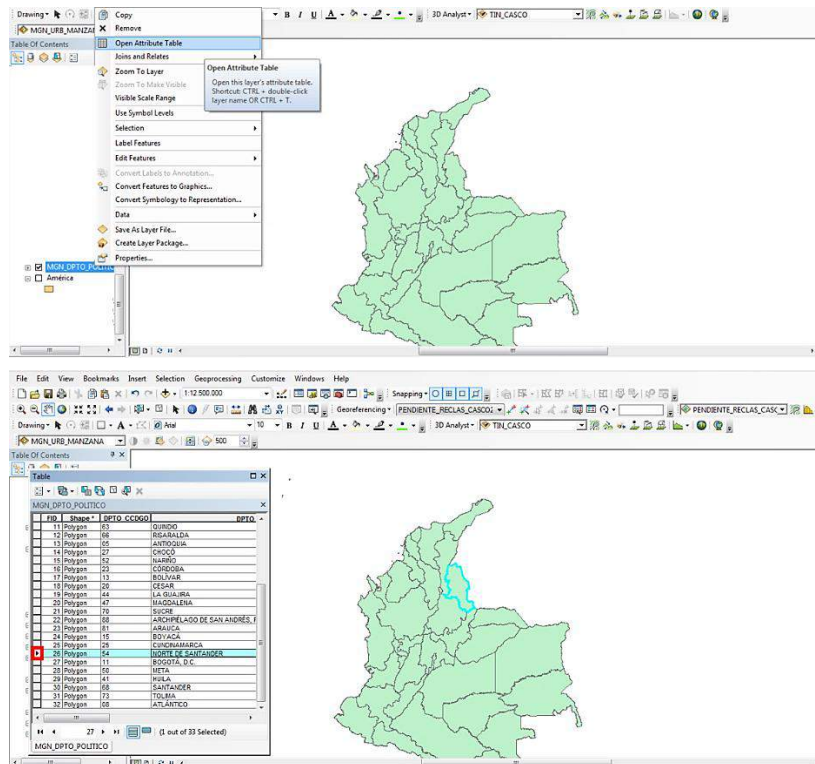 Drawing
Copy
B I U A
3D Analyst
TIN_CASCO
MGN_URB_MANZAN
Remove
Table Of Contents
Open Attribute Table
Joins and Relates
Open Attribute Table
Zoom To Layer
Open this layer's attribute table.
Zoom To Make Visible
Shortcut: CTRL + double-click
Visible Scale Range
layer name OR CTRL + T.
Use Symbol Levels
Selection
Label Features
Edit Features
Convert Labels to Annotation...
Convert Features to Graphics...
Convert Symbology to Representation...
Data
Save As Layer File...
Create Layer Package...
Properties...
MGN_DPTO_POLITIC
América
File Edit View Bookmarks Insert Selection Geoprocessing Customize Windows Help
1:12.500.000
Snapping
Georeferencing
PENDIENTE_RECLAS_CASCO2
PENDIENTE_RECLAS_CASC
Drawing
Arial
10
B I U A
3D Analyst
TIN_CASCO
MGN_URB_MANZANA
500
Table Of Contents
Table
MGN_DPTO_POLITICO
FID Shape * DPTO_CCDGO DPTO_
11 Polygon 63 QUINDIO
12 Polygon 66 RISARALDA
13 Polygon 05 ANTIOQUIA
14 Polygon 27 CHOCÓ
15 Polygon 52 NARIÑO
16 Polygon 23 CÓRDOBA
17 Polygon 13 BOLÍVAR
18 Polygon 20 CESAR
19 Polygon 44 LA GUAJIRA
20 Polygon 47 MAGDALENA
21 Polygon 70 SUCRE
22 Polygon 88 ARCHIPIÉLAGO DE SAN ANDRÉS, P
23 Polygon 81 ARAUCA
24 Polygon 15 BOYACÁ
25 Polygon 25 CUNDINAMARCA
26 Polygon 54 NORTE DE SANTANDER
27 Polygon 11 BOGOTÁ, D.C.
28 Polygon 50 META
29 Polygon 41 HUILA
30 Polygon 68 SANTANDER
31 Polygon 73 TOLIMA
32 Polygon 08 ATLÁNTICO
27
(1 out of 33 Selected)
MGN_DPTO_POLITICO